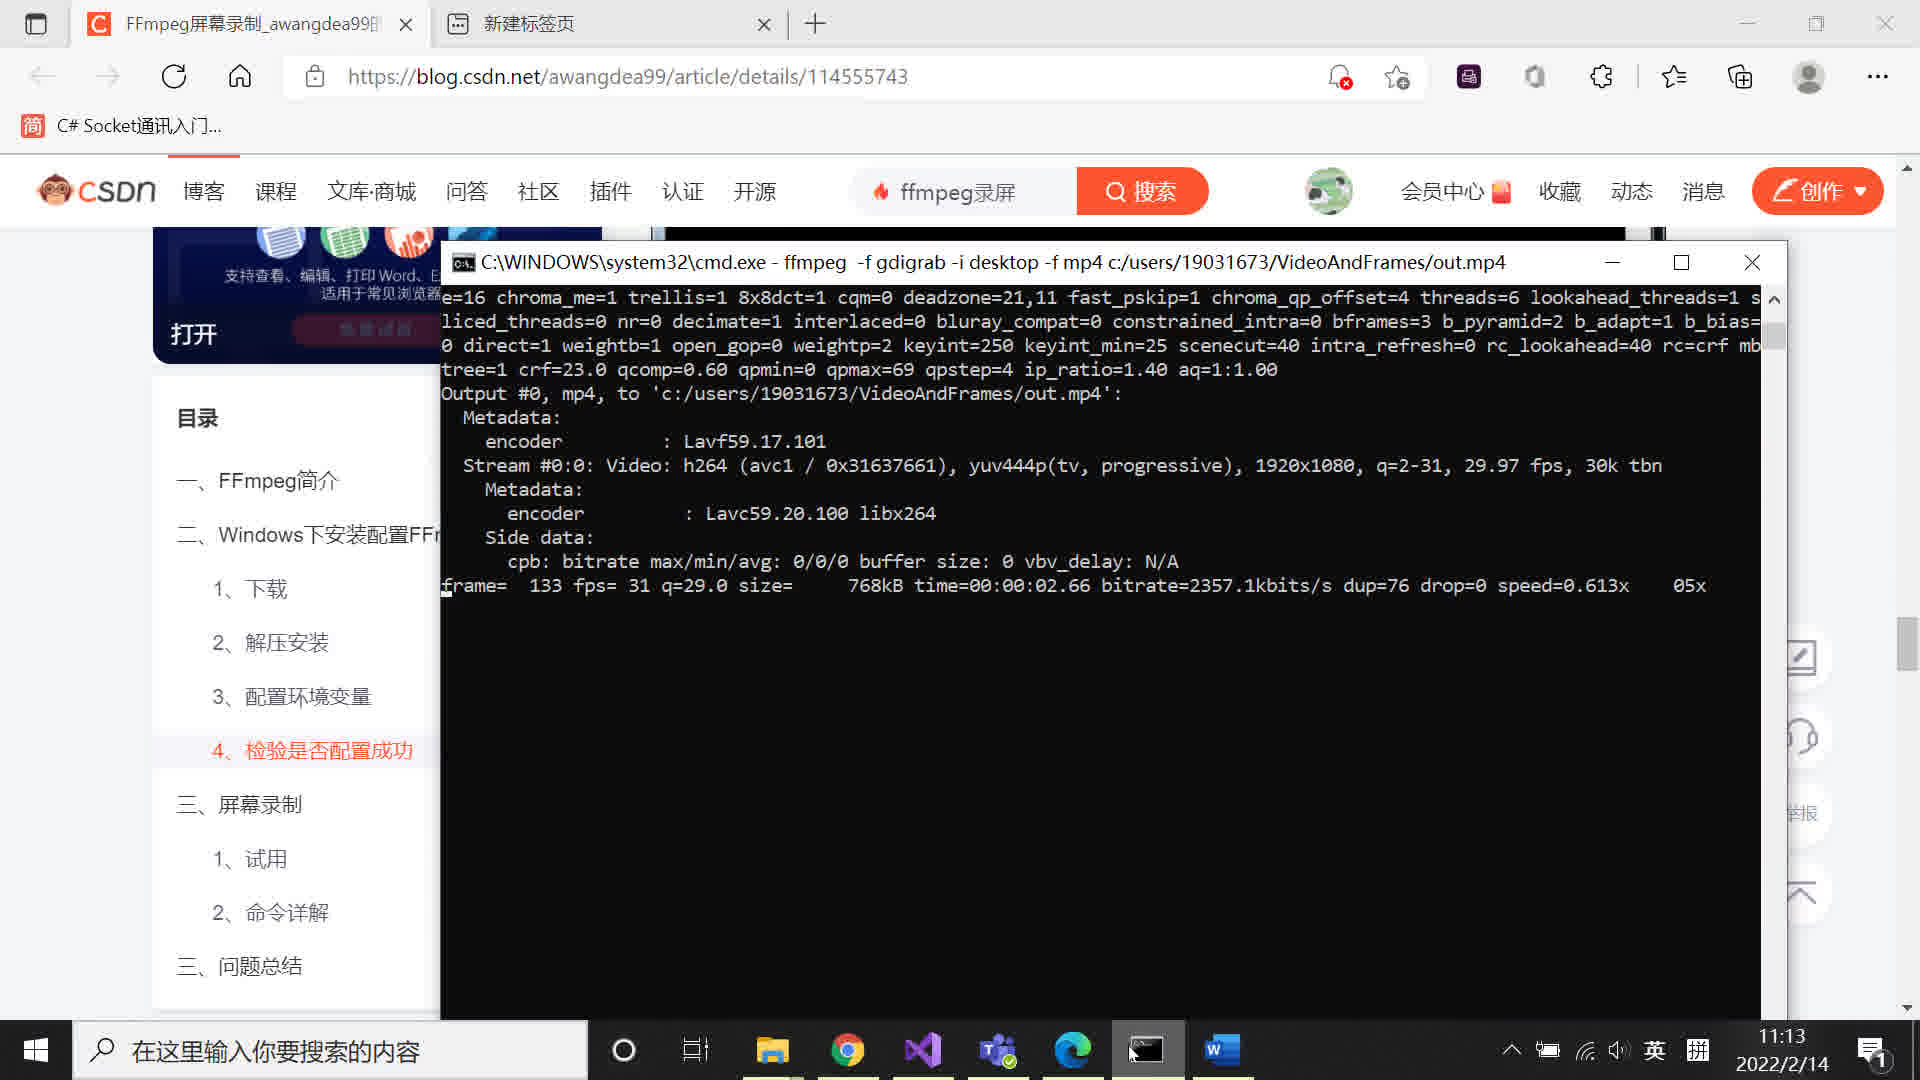 FFmpeg屏幕录制_awangdea99的
新建标签页
https://blog.csdn.net/awangdea99/article/details/114555743
简 C# Socket通讯入门...
CSDN 博客 课程 文库·商城 问答 社区 插件 认证 开源 ffmpeg录屏 搜索 会员中心 收藏 动态 消息 创作
支持查看、编辑、打印 Word、E
适用于常见浏览器
打开
目录
一、FFmpeg简介
二、Windows下安装配置FFm
1、下载
2、解压安装
3、配置环境变量
4、检验是否配置成功
三、屏幕录制
1、试用
2、命令详解
三、问题总结
C:\WINDOWS\system32\cmd.exe - ffmpeg  -f gdigrab -i desktop -f mp4 c:/users/19031673/VideoAndFrames/out.mp4
e=16 chroma_me=1 trellis=1 8x8dct=1 cqm=0 deadzone=21,11 fast_pskip=1 chroma_qp_offset=4 threads=6 lookahead_threads=1 s
liced_threads=0 nr=0 decimate=1 interlaced=0 bluray_compat=0 constrained_intra=0 bframes=3 b_pyramid=2 b_adapt=1 b_bias=
0 direct=1 weightb=1 open_gop=0 weightp=2 keyint=250 keyint_min=25 scenecut=40 intra_refresh=0 rc_lookahead=40 rc=crf mb
tree=1 crf=23.0 qcomp=0.60 qpmin=0 qpmax=69 qpstep=4 ip_ratio=1.40 aq=1:1.00
Output #0, mp4, to 'c:/users/19031673/VideoAndFrames/out.mp4':
Metadata:
encoder         : Lavf59.17.101
Stream #0:0: Video: h264 (avc1 / 0x31637661), yuv444p(tv, progressive), 1920x1080, q=2-31, 29.97 fps, 30k tbn
Metadata:
encoder         : Lavc59.20.100 libx264
Side data:
cpb: bitrate max/min/avg: 0/0/0 buffer size: 0 vbv_delay: N/A
frame=  133 fps= 31 q=29.0 size=     768kB time=00:00:02.66 bitrate=2357.1kbits/s dup=76 drop=0 speed=0.613x    05x
举报
在这里输入你要搜索的内容
英 拼
11:13
2022/2/14
1